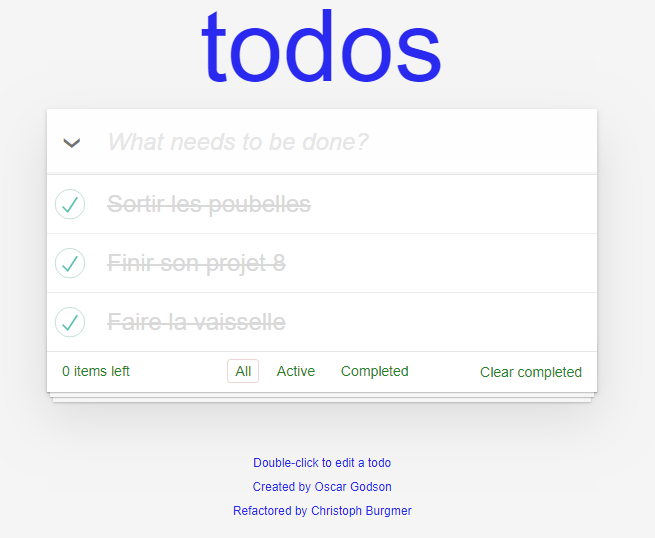 todos
What needs to be done?
Sortir les poubelles
Finir son projet 8
Faire la vaisselle
0 items left All Active Completed Clear completed
Double-click to edit a todo
Created by Oscar Godson
Refactored by Christoph Burgmer